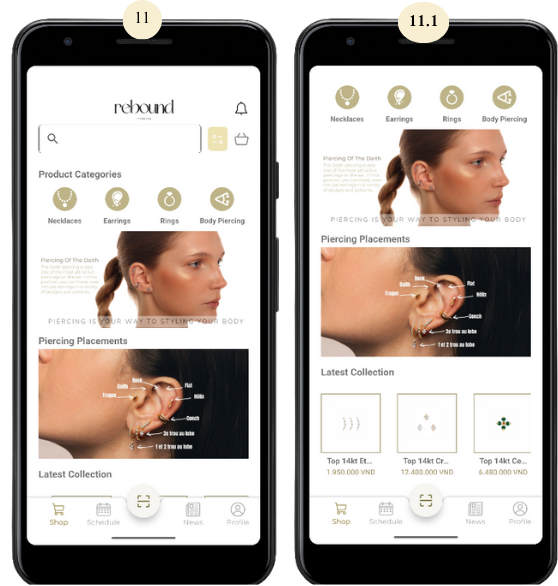 11
rebound
Product Categories
Necklaces
Earrings
Rings
Body Piercing
Piercing Of The Daith
PIERCING IS YOUR WAY TO STYLING YOUR BODY
Piercing Placements
Rook
Daith
Tragus
Flat
Hélix
Conch
3e trou au lobe
1 et 2 trou au lobe
Latest Collection
Shop
Schedule
News
Profile
11.1
Necklaces
Earrings
Rings
Body Piercing
Piercing Of The Daith
PIERCING IS YOUR WAY TO STYLING YOUR BODY
Piercing Placements
Rook
Daith
Tragus
Flat
Hélix
Conch
3e trou au lobe
1 et 2 trou au lobe
Latest Collection
Top 14kt Et...
1.950.000 VND
Top 14kt Cr...
12.480.000 VND
Top 14kt Ce...
6.480.000 VND
Shop
Schedule
News
Profile